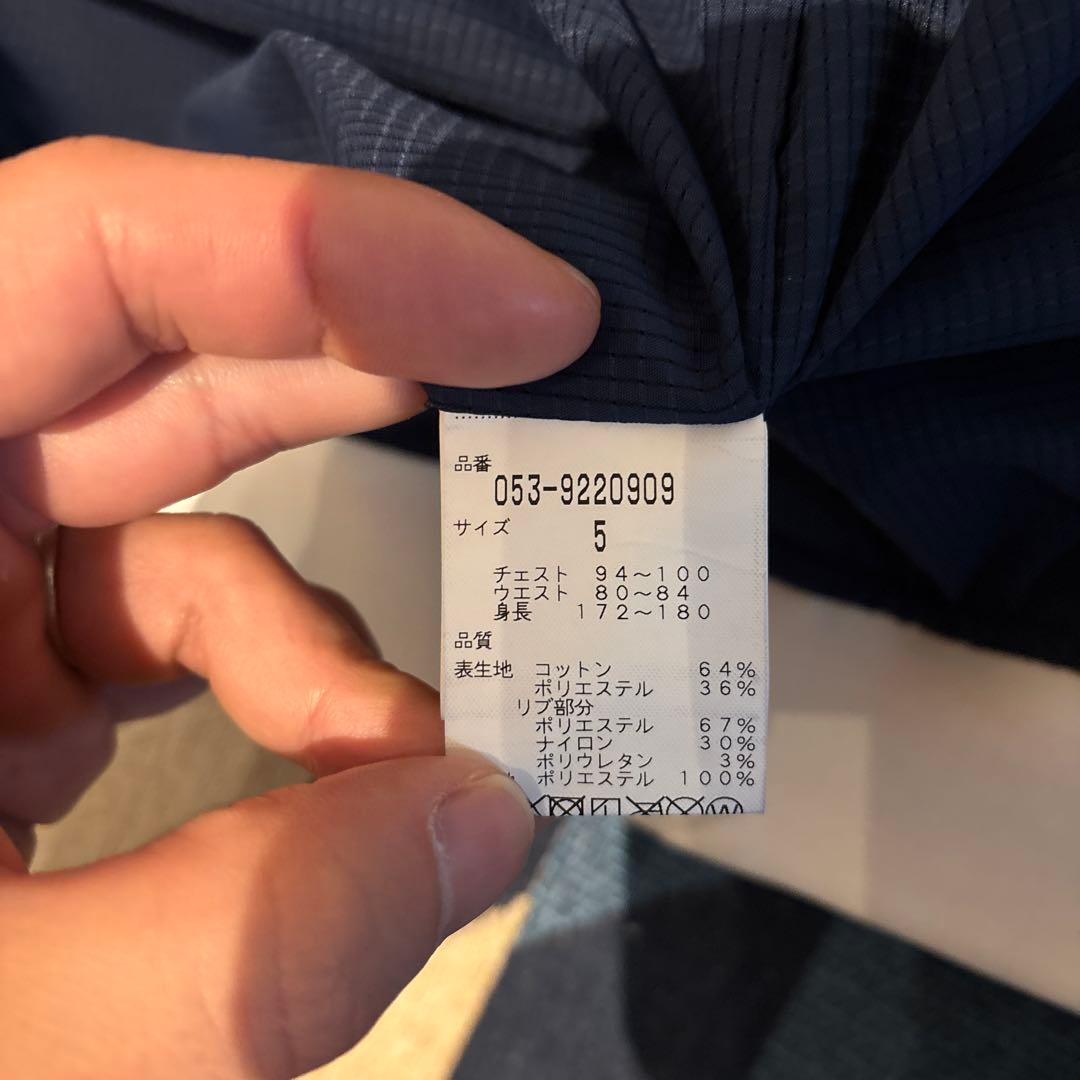 品番
053-9220909
サイズ 5
チェスト 94～100
ウエスト 80～84
身長 172～180
品質
表生地 コットン 64%
ポリエステル 36%
リブ部分
ポリエステル 67%
ナイロン 30%
ポリウレタン 3%
ポリエステル 100%